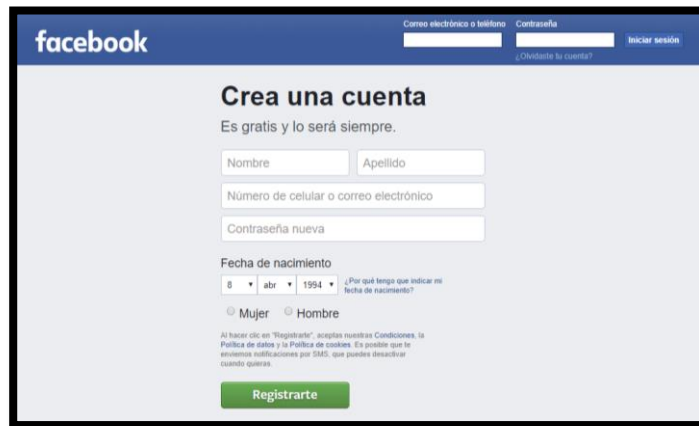 facebook
Correo electrónico o teléfono Contraseña
Iniciar sesión
¿Olvidaste tu cuenta?
Crea una cuenta
Es gratis y lo será siempre.
Nombre Apellido
Número de celular o correo electrónico
Contraseña nueva
Fecha de nacimiento
8 abr 1994 ¿Por qué tengo que indicar mi
fecha de nacimiento?
Mujer Hombre
Al hacer clic en "Registrarte", aceptas nuestras Condiciones, la
Política de datos y la Política de cookies. Es posible que te
enviemos notificaciones por SMS, que puedes desactivar
cuando quieras.
Registrarte